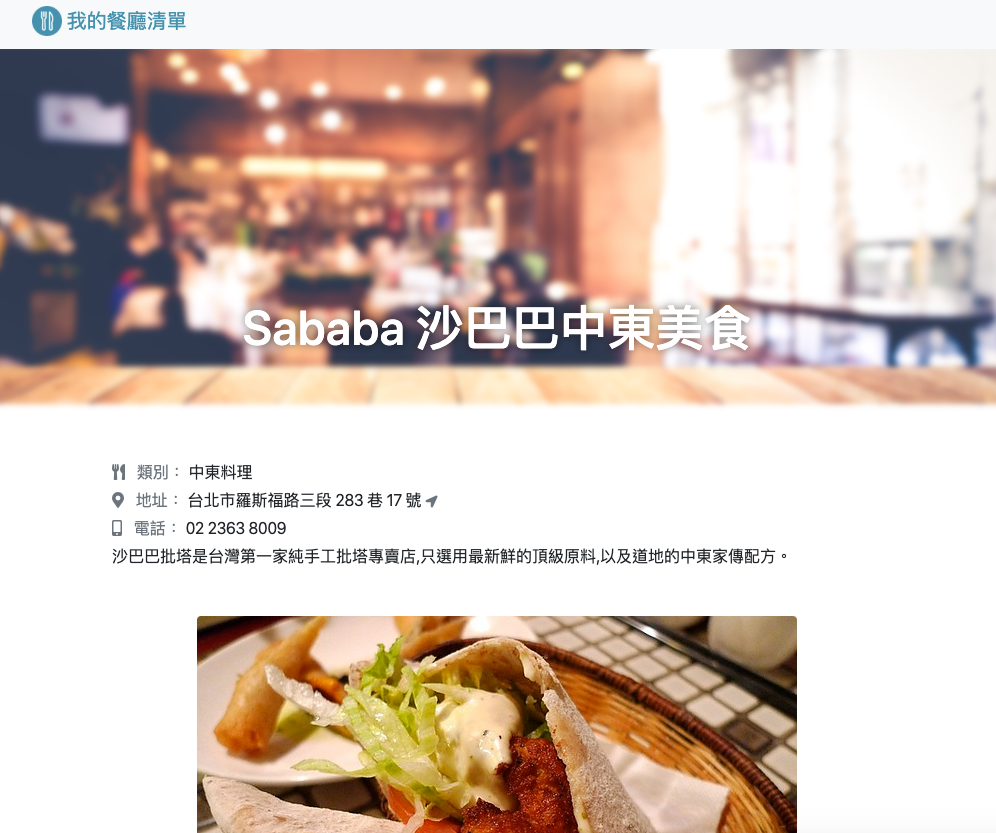 我的餐廳清單
Sababa 沙巴巴中東美食
類別： 中東料理
地址： 台北市羅斯福路三段 283 巷 17 號
電話： 02 2363 8009
沙巴巴批塔是台灣第一家純手工批塔專賣店,只選用最新鮮的頂級原料,以及道地的中東家傳配方。